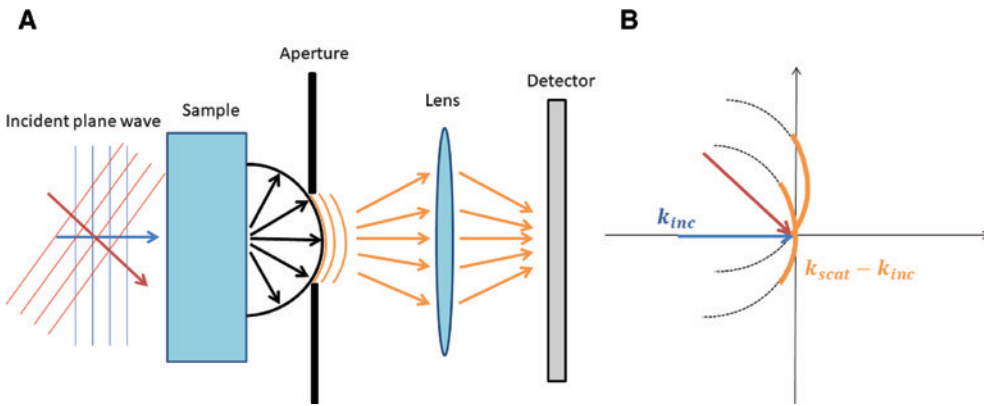 A
B
Aperture
Detector
Sample
Lens
Incident plane wave
k_inc
k_scat − k_inc